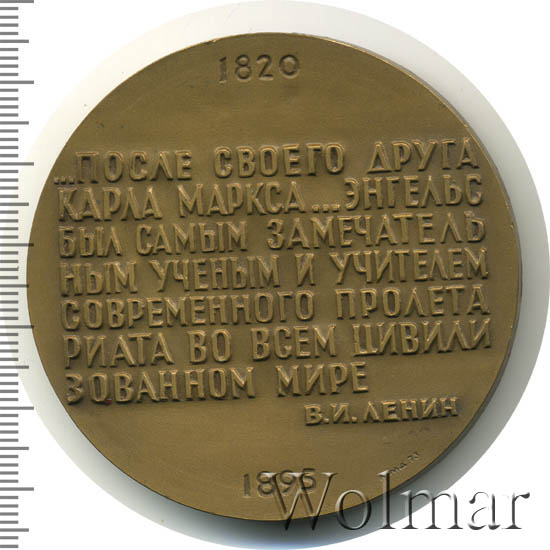 1820
...ПОСЛЕ СВОЕГО ДРУГА
КАРЛА МАРКСА...ЭНГЕЛЬС
БЫЛ САМЫМ ЗАМЕЧАТЕЛЬ
НЫМ УЧЕНЫМ И УЧИТЕЛЕМ
СОВРЕМЕННОГО ПРОЛЕТА
РИАТА ВО ВСЕМ ЦИВИЛИ
ЗОВАННОМ МИРЕ
В.И. ЛЕНИН
1895
Wolmar